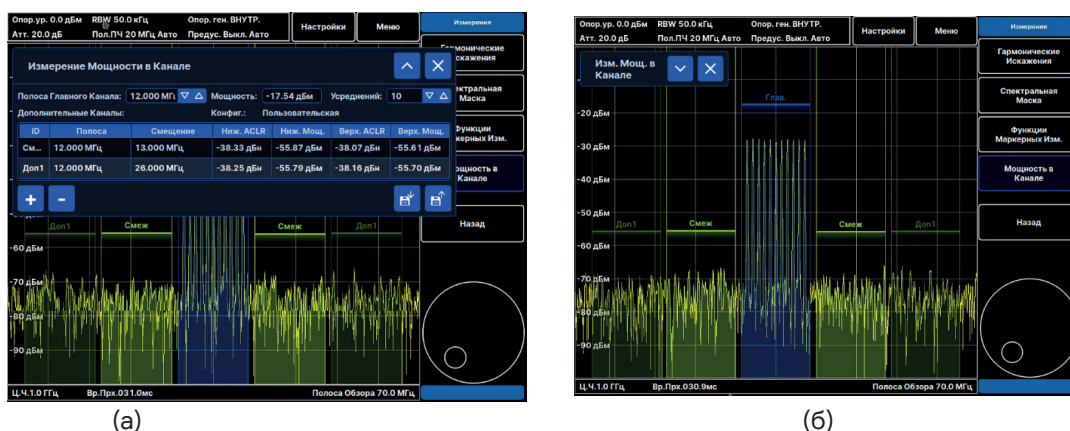 Опор.ур. 0.0 дБм RBW 50.0 кГц Опор. ген. ВНУТР.
Атт. 20.0 дБ Пол.ПЧ 20 МГц Авто Предус. Выкл. Авто
Настройки
Меню
Измерения
Измерение Мощности в Канале
Полоса Главного Канала: 12.000 МГц Мощность: -17.54 дБм Усреднений: 10
Дополнительные Каналы: Конфиг.: Пользовательская
ID Полоса Смещение Ниж. ACLR Ниж. Мощ. Верх. ACLR Верх. Мощ.
См... 12.000 МГц 13.000 МГц -38.33 дБн -55.87 дБм -38.07 дБн -55.61 дБм
Доп1 12.000 МГц 26.000 МГц -38.25 дБн -55.79 дБм -38.16 дБн -55.70 дБм
+ -
Доп1 Смеж Смеж Доп1
-60 дБм
-70 дБм
-80 дБм
-90 дБм
Маска
Канале
Назад
Ц.Ч.1.0 ГГц Вр.Прх.031.0мс Полоса Обзора 70.0 МГц
(а)
Опор.ур. 0.0 дБм RBW 50.0 кГц Опор. ген. ВНУТР.
Атт. 20.0 дБ Пол.ПЧ 20 МГц Авто Предус. Выкл. Авто
Настройки
Меню
Измерения
Изм. Мощ. в
Канале
Глав.
-20 дБм
-30 дБм
-40 дБм
-50 дБм
Доп1 Смеж Смеж Доп1
-60 дБм
-70 дБм
-80 дБм
-90 дБм
Гармонические
Искажения
Спектральная
Маска
Функции
Маркерных Изм.
Мощность в
Канале
Назад
Ц.Ч.1.0 ГГц Вр.Прх.030.9мс Полоса Обзора 70.0 МГц
(б)